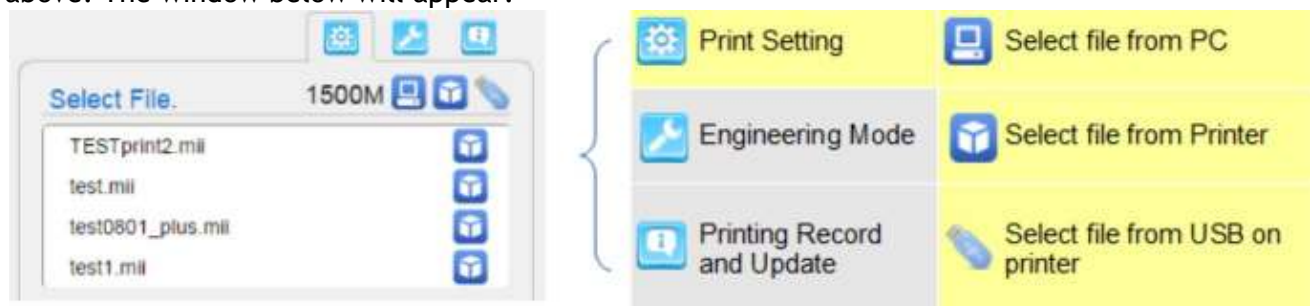 above. The window below will appear:
Select File.
1500M
TESTprint2.mii
test.mii
test0801_plus.mii
test1.mii
Print Setting
Select file from PC
Engineering Mode
Select file from Printer
Printing Record
and Update
Select file from USB on
printer